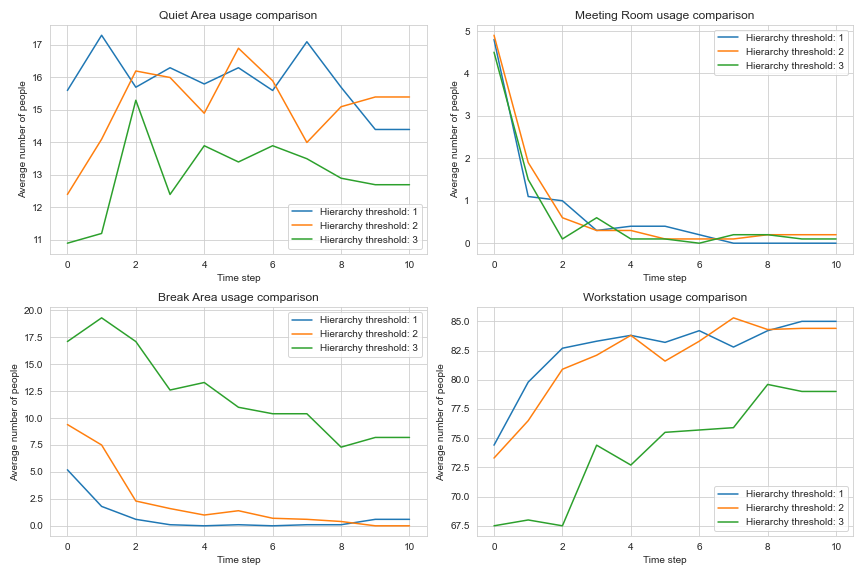 Quiet Area usage comparison
Average number of people
17
16
15
14
13
12
11
Hierarchy threshold: 1
Hierarchy threshold: 2
Hierarchy threshold: 3
0 2 4 6 8 10
Time step
Meeting Room usage comparison
Average number of people
5
4
3
2
1
0
Hierarchy threshold: 1
Hierarchy threshold: 2
Hierarchy threshold: 3
0 2 4 6 8 10
Time step
Break Area usage comparison
Average number of people
20.0
17.5
15.0
12.5
10.0
7.5
5.0
2.5
0.0
Hierarchy threshold: 1
Hierarchy threshold: 2
Hierarchy threshold: 3
0 2 4 6 8 10
Time step
Workstation usage comparison
Average number of people
85.0
82.5
80.0
77.5
75.0
72.5
70.0
67.5
Hierarchy threshold: 1
Hierarchy threshold: 2
Hierarchy threshold: 3
0 2 4 6 8 10
Time step